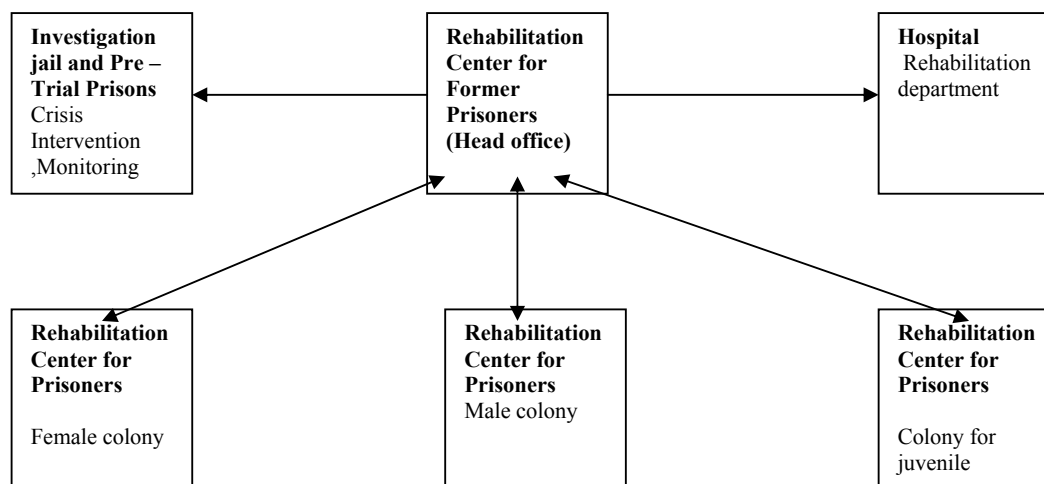 Investigation
jail and Pre –
Trial Prisons
Crisis
Intervention
,Monitoring
Rehabilitation
Center for
Former
Prisoners
(Head office)
Hospital
Rehabilitation
department
Rehabilitation
Center for
Prisoners
Female colony
Rehabilitation
Center for
Prisoners
Male colony
Rehabilitation
Center for
Prisoners
Colony for
juvenile